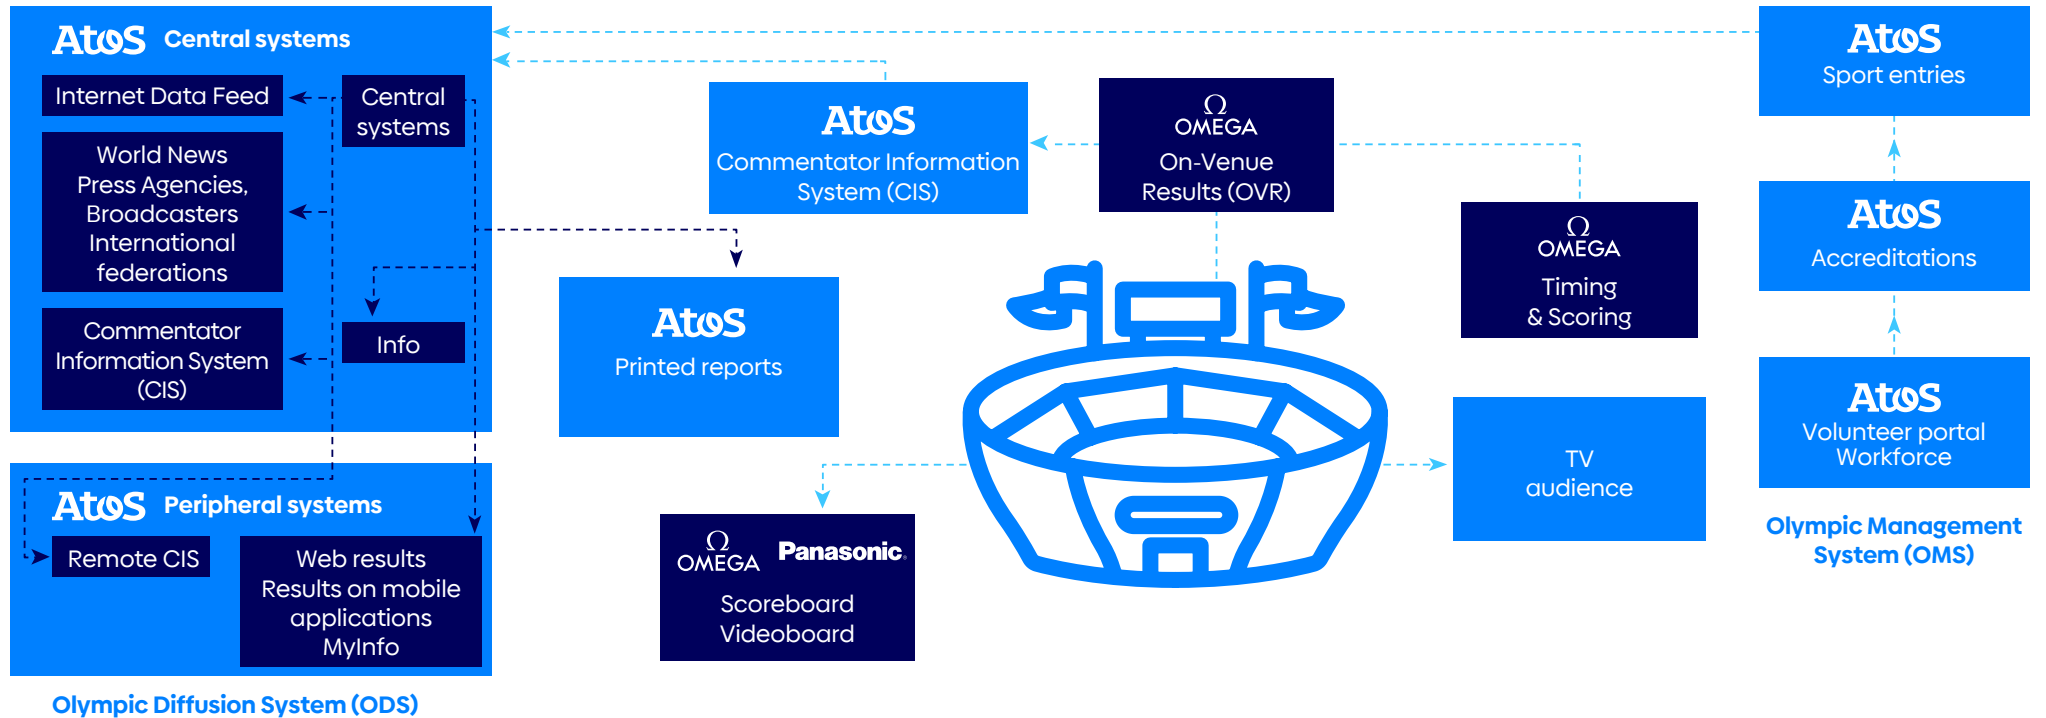 Atos Central systems
Internet Data Feed
Central
systems
World News
Press Agencies,
Broadcasters
International
federations
Commentator
Information System
(CIS)
Info
Atos Peripheral systems
Remote CIS
Web results
Results on mobile
applications
MyInfo
Olympic Diffusion System (ODS)
Atos
Printed reports
Atos
Commentator Information
System (CIS)
Ω
OMEGA
On-Venue
Results (OVR)
Ω
OMEGA
Timing
& Scoring
Ω
OMEGA
Panasonic
Scoreboard
Videoboard
TV
audience
Atos
Sport entries
Atos
Accreditations
Atos
Volunteer portal
Workforce
Olympic Management
System (OMS)